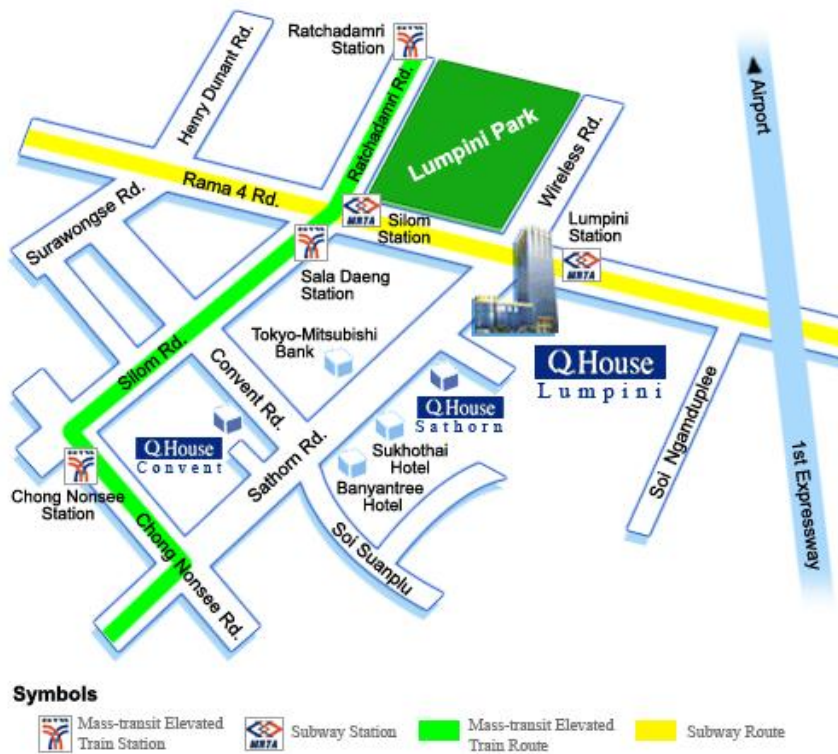 Ratchadamri
Station
Henry Dunant Rd.
Ratchadamri Rd.
Lumpini Park
Wireless Rd.
Airport
Rama 4 Rd.
Surawongse Rd.
MRTA
Silom
Station
Lumpini
Station
MRTA
Sala Daeng
Station
Tokyo-Mitsubishi
Bank
Silom Rd.
Convent Rd.
Q.House
Lumpini
Q.House
Sathorn
Q.House
Convent
Sathorn Rd.
Sukhothai
Hotel
Banyantree
Hotel
Soi Ngamduplee
Chong Nonsee
Station
Chong Nonsee Rd.
Soi Suanplu
1st Expressway
Symbols
Mass-transit Elevated
Train Station
MRTA
Subway Station
Mass-transit Elevated
Train Route
Subway Route